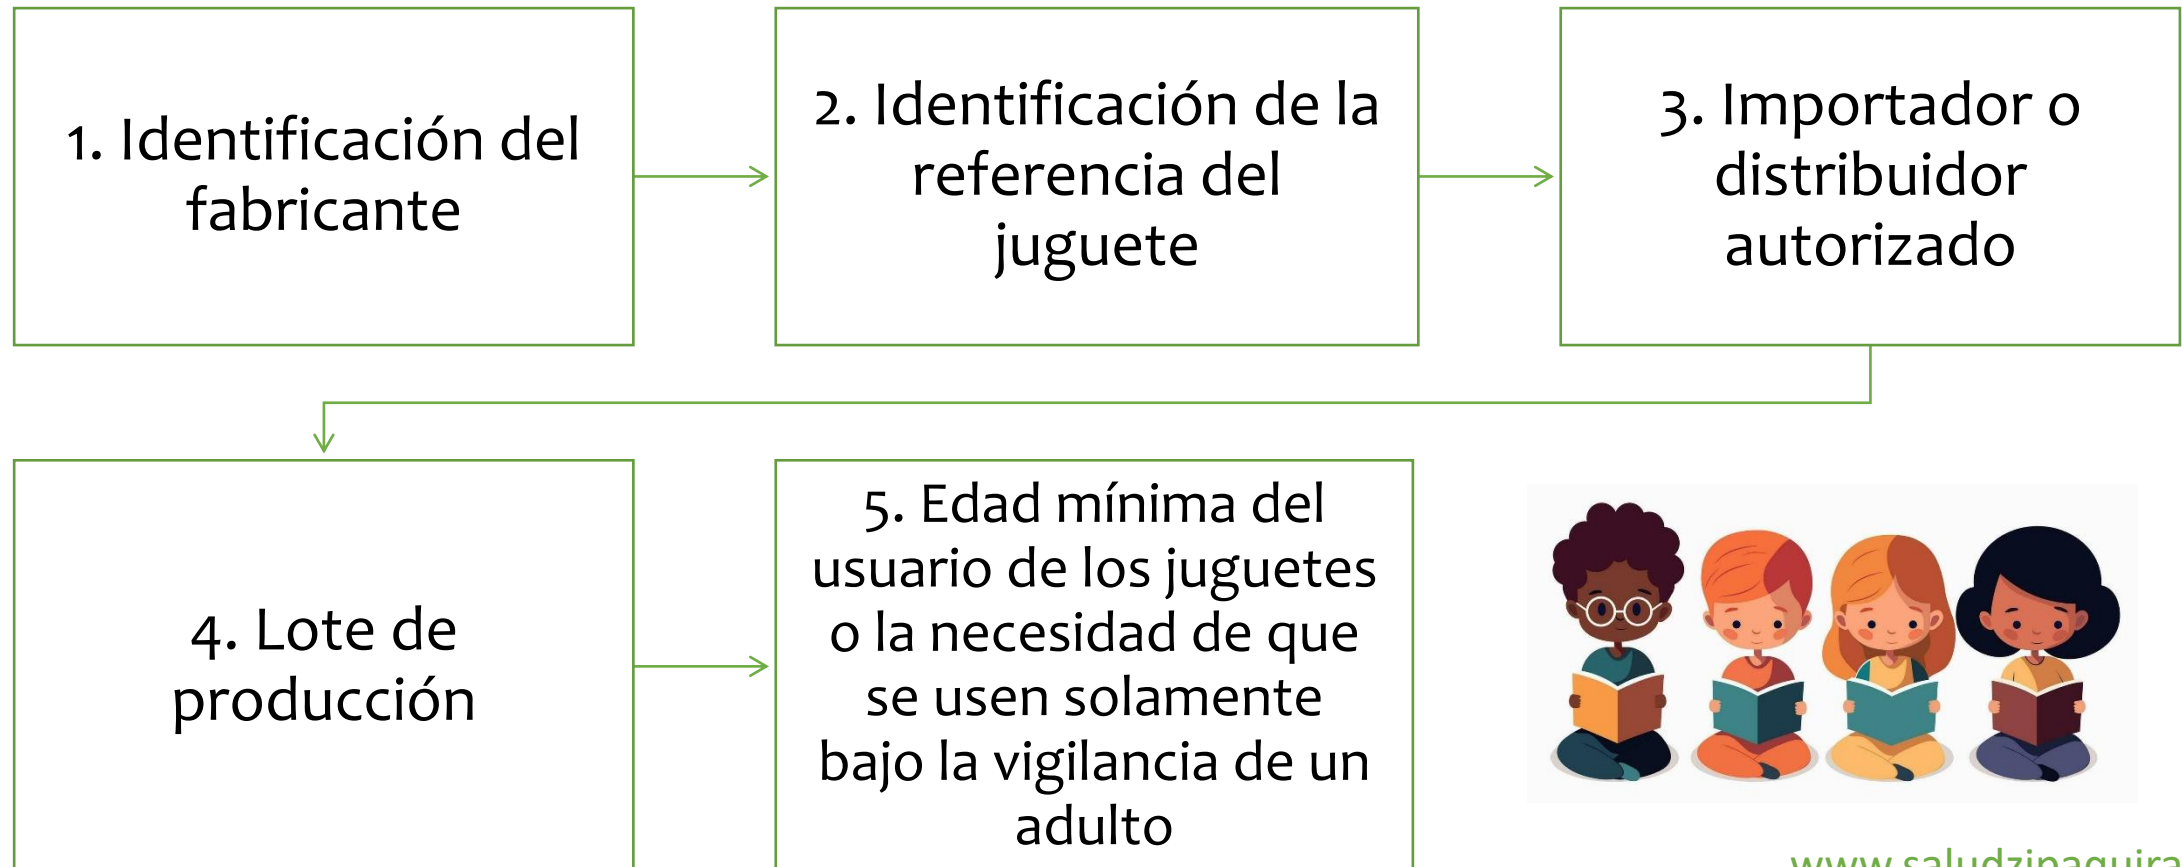 1. Identificación del
fabricante
2. Identificación de la
referencia del
juguete
3. Importador o
distribuidor
autorizado
4. Lote de
producción
5. Edad mínima del
usuario de los juguetes
o la necesidad de que
se usen solamente
bajo la vigilancia de un
adulto